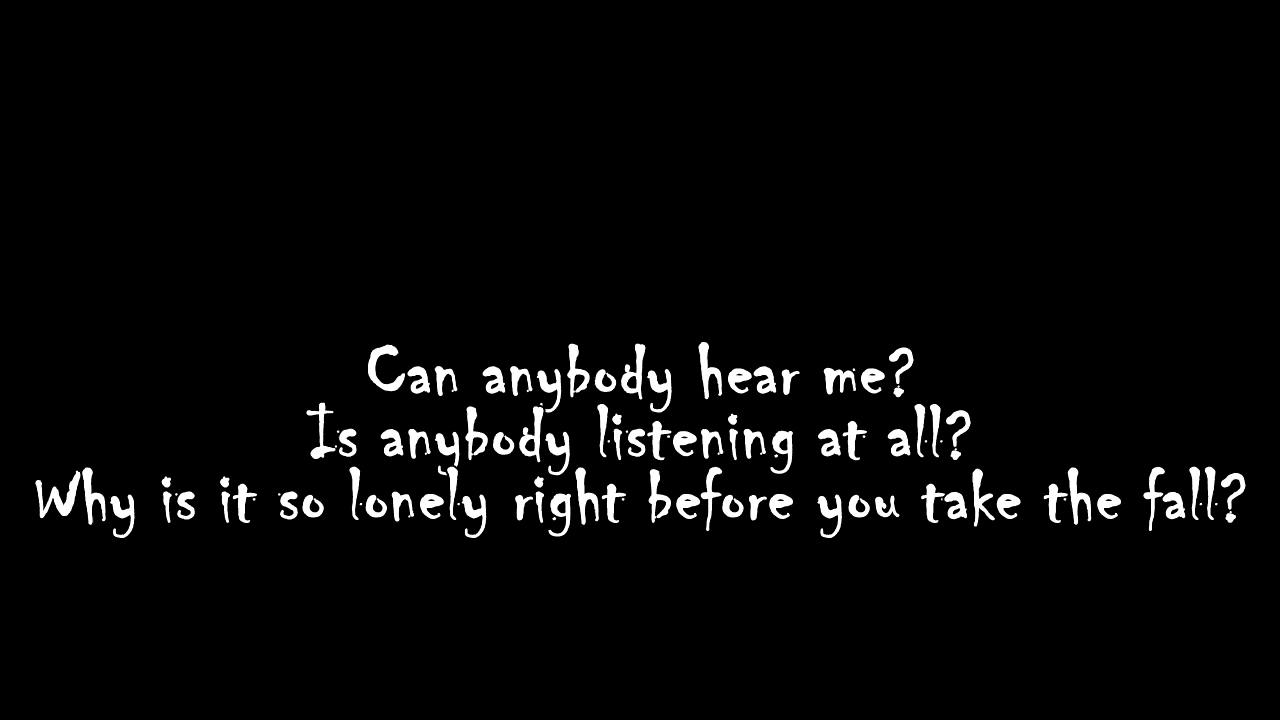 Can anybody hear me?
Is anybody listening at all?
Why is it so lonely right before you take the fall?